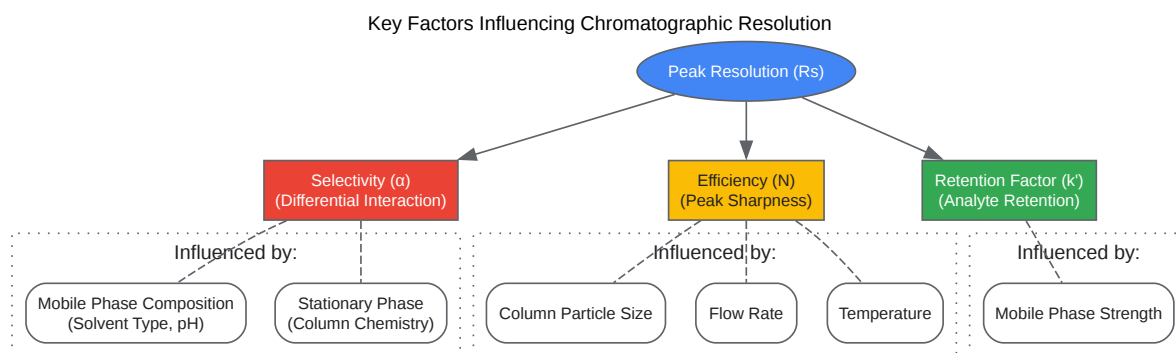 Key Factors Influencing Chromatographic Resolution
Peak Resolution (Rs)
Selectivity (α)
(Differential Interaction)
Efficiency (N)
(Peak Sharpness)
Retention Factor (k')
(Analyte Retention)
Influenced by:
Influenced by:
Influenced by:
Mobile Phase Composition
(Solvent Type, pH)
Stationary Phase
(Column Chemistry)
Column Particle Size
Flow Rate
Temperature
Mobile Phase Strength